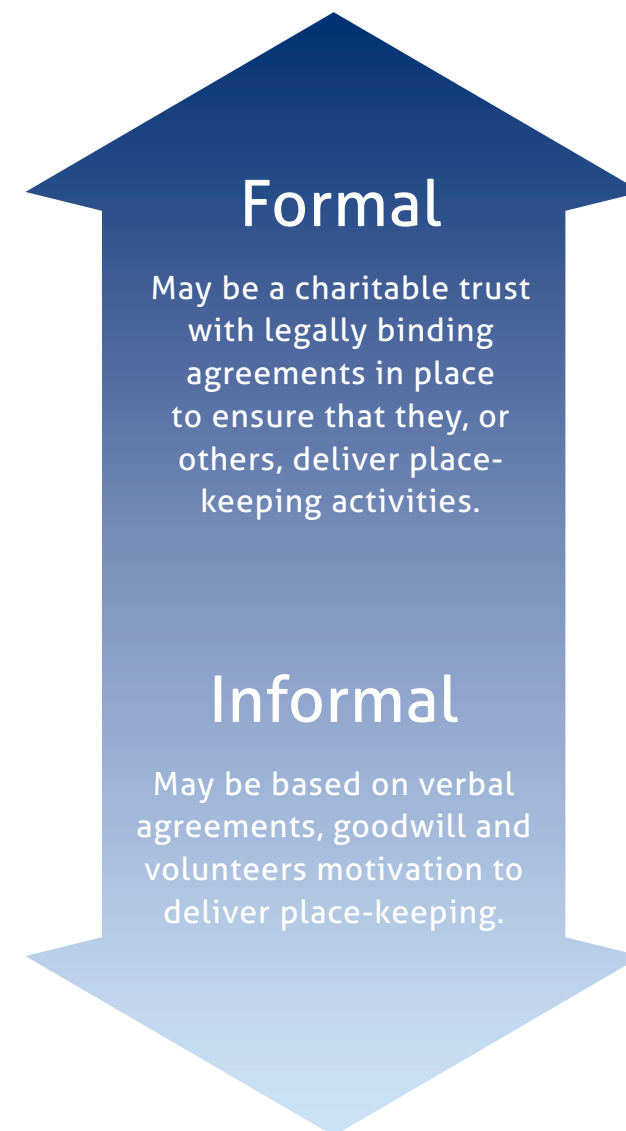 Formal
May be a charitable trust
with legally binding
agreements in place
to ensure that they, or
others, deliver place-
keeping activities.
Informal
May be based on verbal
agreements, goodwill and
volunteers motivation to
deliver place-keeping.